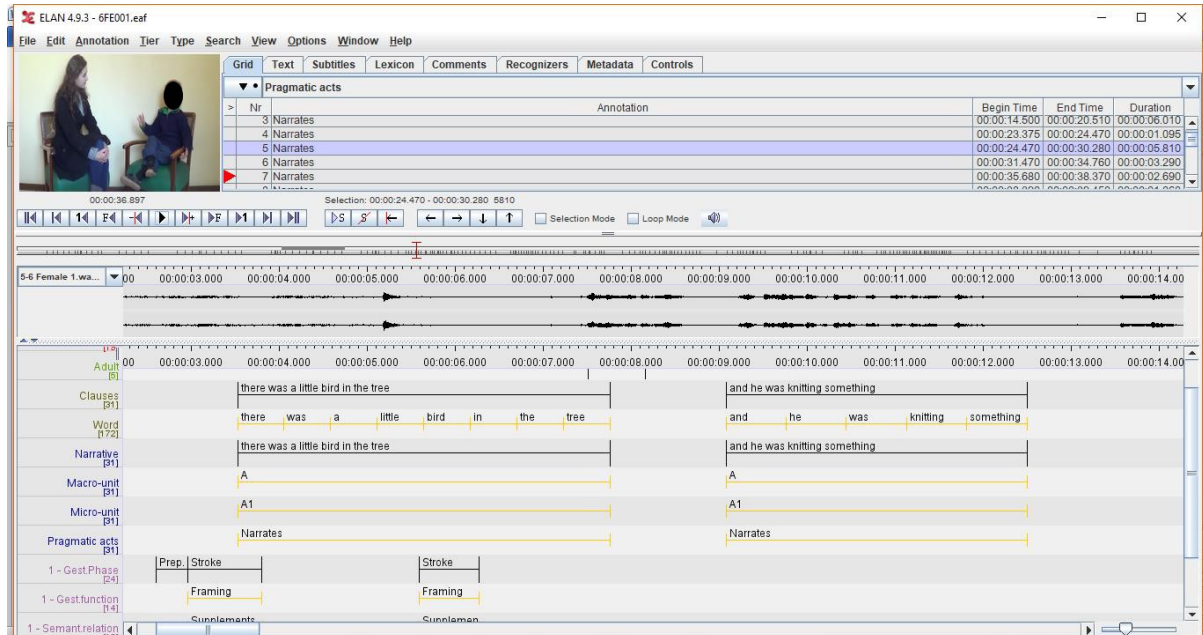 ELAN 4.9.3 - 6FE001.eaf
File Edit Annotation Tier Type Search View Options Window Help
Grid Text Subtitles Lexicon Comments Recognizers Metadata Controls
Pragmatic acts
> Nr Annotation Begin Time End Time Duration
3 Narrates 00:00:14.500 00:00:20.510 00:00:06.010
4 Narrates 00:00:23.375 00:00:24.470 00:00:01.095
5 Narrates 00:00:24.470 00:00:30.280 00:00:05.810
6 Narrates 00:00:31.470 00:00:34.760 00:00:03.290
7 Narrates 00:00:35.680 00:00:38.370 00:00:02.690
00:00:36.897 Selection: 00:00:24.470 - 00:00:30.280 5810
Selection Mode Loop Mode
5-6 Female 1.wa... 00 00:00:03.000 00:00:04.000 00:00:05.000 00:00:06.000 00:00:07.000 00:00:08.000 00:00:09.000 00:00:10.000 00:00:11.000 00:00:12.000 00:00:13.000 00:00:14.00
00 00:00:03.000 00:00:04.000 00:00:05.000 00:00:06.000 00:00:07.000 00:00:08.000 00:00:09.000 00:00:10.000 00:00:11.000 00:00:12.000 00:00:13.000 00:00:14.00
Adult
Clauses there was a little bird in the tree and he was knitting something
[31]
Word there was a little bird in the tree and he was knitting something
[172]
Narrative there was a little bird in the tree and he was knitting something
[31]
Macro-unit A A
[31]
Micro-unit A1 A1
[31]
Pragmatic acts Narrates Narrates
[31]
1 - Gest.Phase Prep. Stroke Stroke
[24]
1 - Gest.function Framing Framing
[14]
1 - Semant.relation Supplements Supplemen